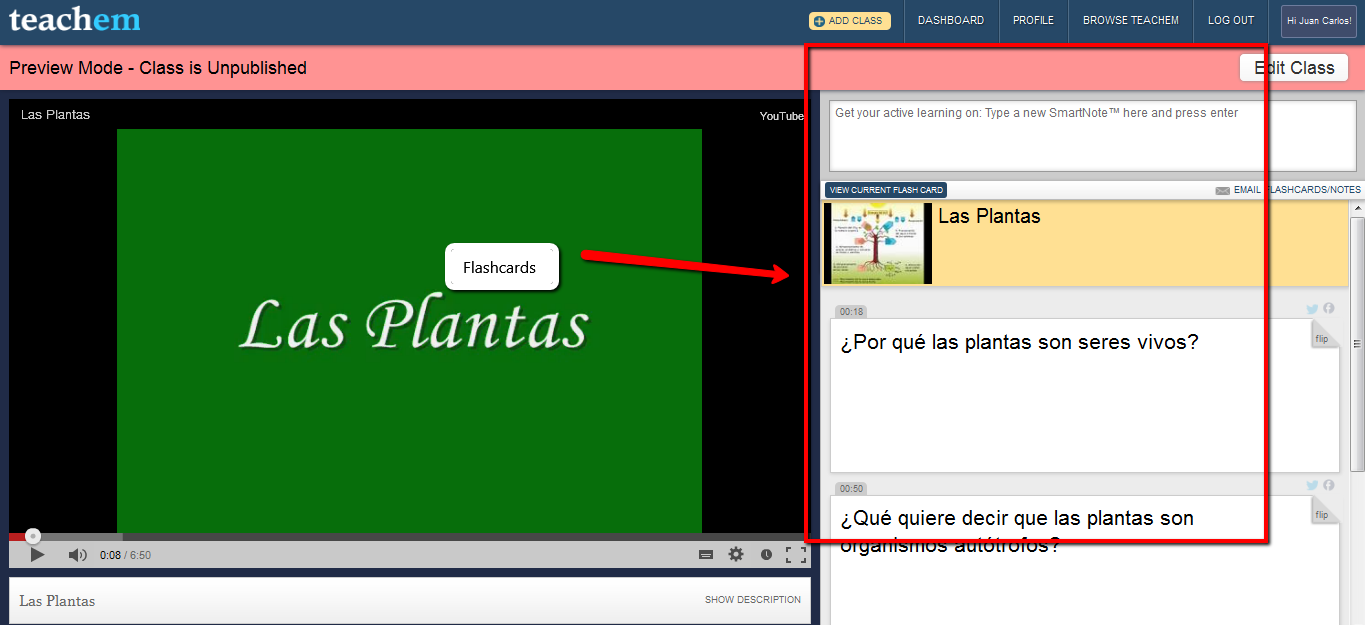 teachem
ADD CLASS
DASHBOARD
PROFILE
BROWSE TEACHEM
LOG OUT
Hi Juan Carlos!
Preview Mode - Class is Unpublished
Edit Class
Las Plantas
YouTube
Flashcards
Las Plantas
0:08 / 6:50
Las Plantas
SHOW DESCRIPTION
Get your active learning on: Type a new SmartNote™ here and press enter
VIEW CURRENT FLASH CARD
EMAIL FLASHCARDS/NOTES
Las Plantas
00:18
¿Por qué las plantas son seres vivos?
flip
00:50
¿Qué quiere decir que las plantas son
organismos autótrofos?
flip